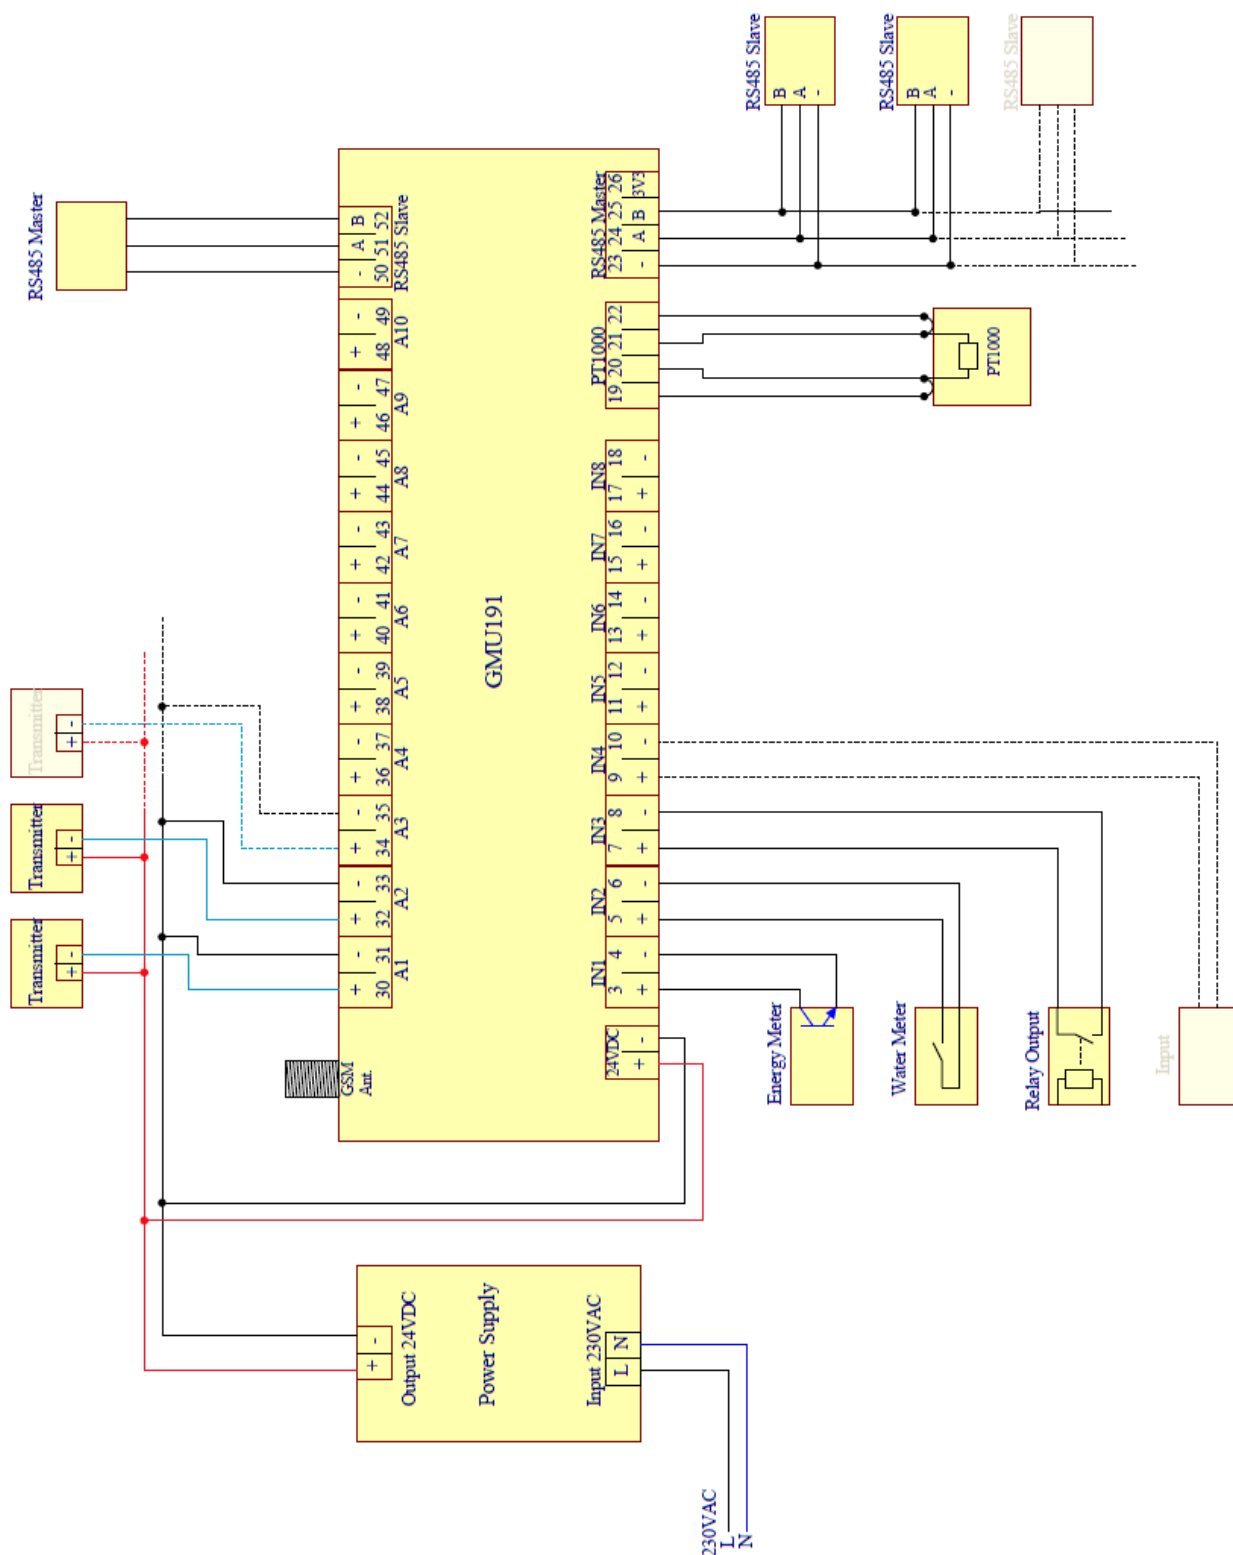 RS485 Master
B
A
-
52
51
50
RS485 Slave
-
+
49
48
A10
-
+
47
46
A9
-
+
45
44
A8
-
+
43
42
A7
-
+
41
40
A6
-
+
39
38
A5
-
+
37
36
A4
-
+
35
34
A3
-
+
33
32
A2
-
+
31
30
A1
GSM
Ant.
Transmitter
-
+
Transmitter
-
+
Transmitter
-
+
GMU191
RS485 Master
26
25
24
23
3V3
B
A
-
PT1000
22
21
20
19
IN8
18
17
-
+
IN7
16
15
-
+
IN6
14
13
-
+
IN5
12
11
-
+
IN4
10
9
-
+
IN3
8
7
-
+
IN2
6
5
-
+
IN1
4
3
-
+
24VDC
-
+
RS485 Slave
B
A
-
RS485 Slave
B
A
-
RS485 Slave
PT1000
Energy Meter
Water Meter
Relay Output
Input
-
+
Output 24VDC
Power Supply
Input 230VAC
N
L
230VAC
L
N